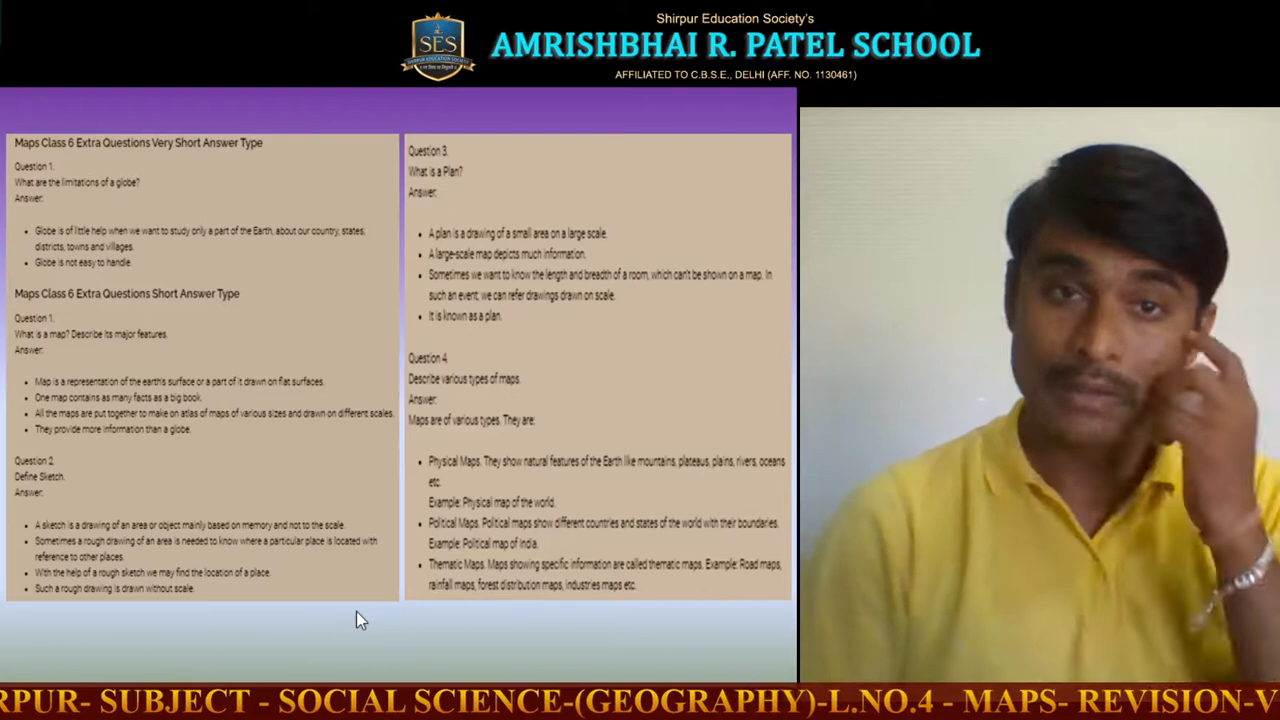 Shirpur Education Society's
SES
SHIRPUR EDUCATION SOCIETY
AMRISHBHAI R. PATEL SCHOOL
AFFILIATED TO C.B.S.E., DELHI (AFF. NO. 1130461)
Maps Class 6 Extra Questions Very Short Answer Type
Question 1.
What are the limitations of a globe?
Answer:
Globe is of little help when we want to study only a part of the Earth, about our country, states;
districts, towns and villages.
Globe is not easy to handle.
Maps Class 6 Extra Questions Short Answer Type
Question 1.
What is a map? Describe its major features.
Answer:
Map is a representation of the earth's surface or a part of it drawn on flat surfaces.
One map contains as many facts as a big book.
All the maps are put together to make on atlas of maps of various sizes and drawn on different scales.
They provide more information than a globe.
Question 2.
Define Sketch.
Answer:
A sketch is a drawing of an area or object mainly based on memory and not to the scale.
Sometimes a rough drawing of an area is needed to know where a particular place is located with
reference to other places.
With the help of a rough sketch we may find the location of a place.
Such a rough drawing is drawn without scale.
Question 3.
What is a Plan?
Answer:
A plan is a drawing of a small area on a large scale.
A large-scale map depicts much information.
Sometimes we want to know the length and breadth of a room, which can't be shown on a map. In
such an event; we can refer drawings drawn on scale.
It is known as a plan.
Question 4.
Describe various types of maps.
Answer:
Maps are of various types. They are:
Physical Maps. They show natural features of the Earth like mountains, plateaus, plains, rivers, oceans
etc.
Example: Physical map of the world.
Political Maps. Political maps show different countries and states of the world with their boundaries.
Example: Political map of India.
Thematic Maps. Maps showing specific information are called thematic maps. Example: Road maps,
rainfall maps, forest distribution maps, industries maps etc.
RPUR- SUBJECT - SOCIAL SCIENCE-(GEOGRAPHY)-L.NO.4 - MAPS- REVISION-V